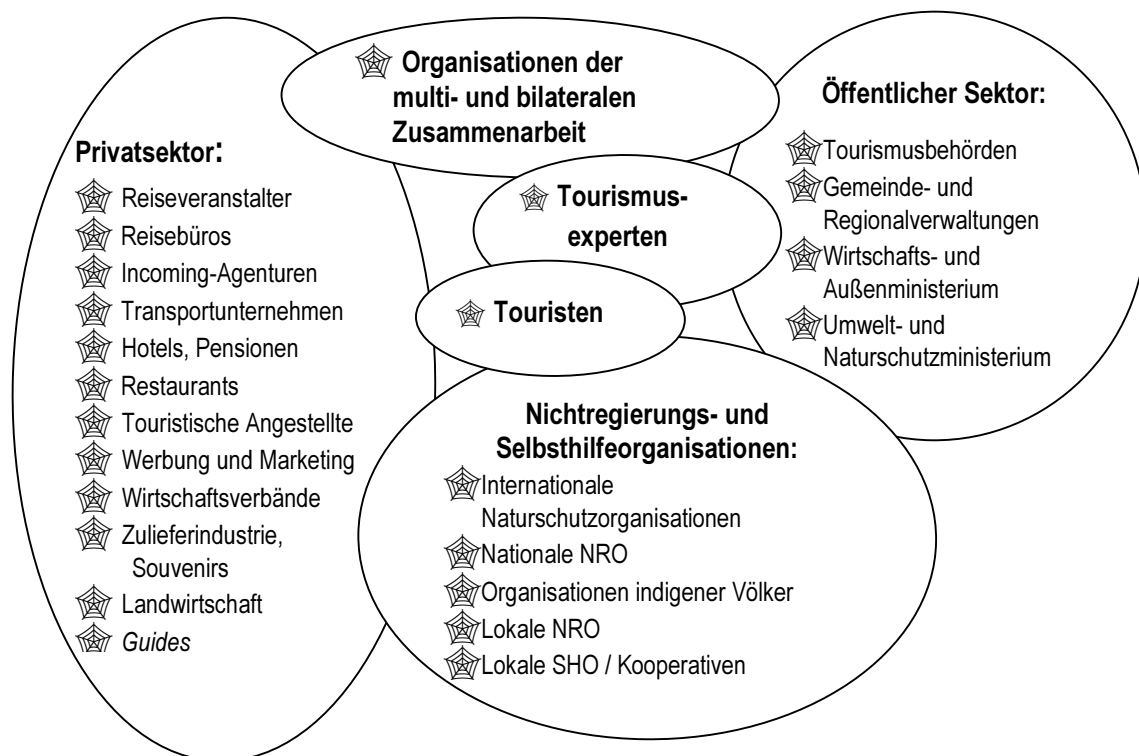 Organisationen der
multi- und bilateralen
Zusammenarbeit
Öffentlicher Sektor:
Tourismusbehörden
Gemeinde- und
Regionalverwaltungen
Wirtschafts- und
Außenministerium
Umwelt- und
Naturschutzministerium
Privatsektor:
Reiseveranstalter
Reisebüros
Incoming-Agenturen
Transportunternehmen
Hotels, Pensionen
Restaurants
Touristische Angestellte
Werbung und Marketing
Wirtschaftsverbände
Zulieferindustrie,
Souvenirs
Landwirtschaft
Guides
Tourismus-
experten
Touristen
Nichtregierungs- und
Selbsthilfeorganisationen:
Internationale
Naturschutzorganisationen
Nationale NRO
Organisationen indigener Völker
Lokale NRO
Lokale SHO / Kooperativen